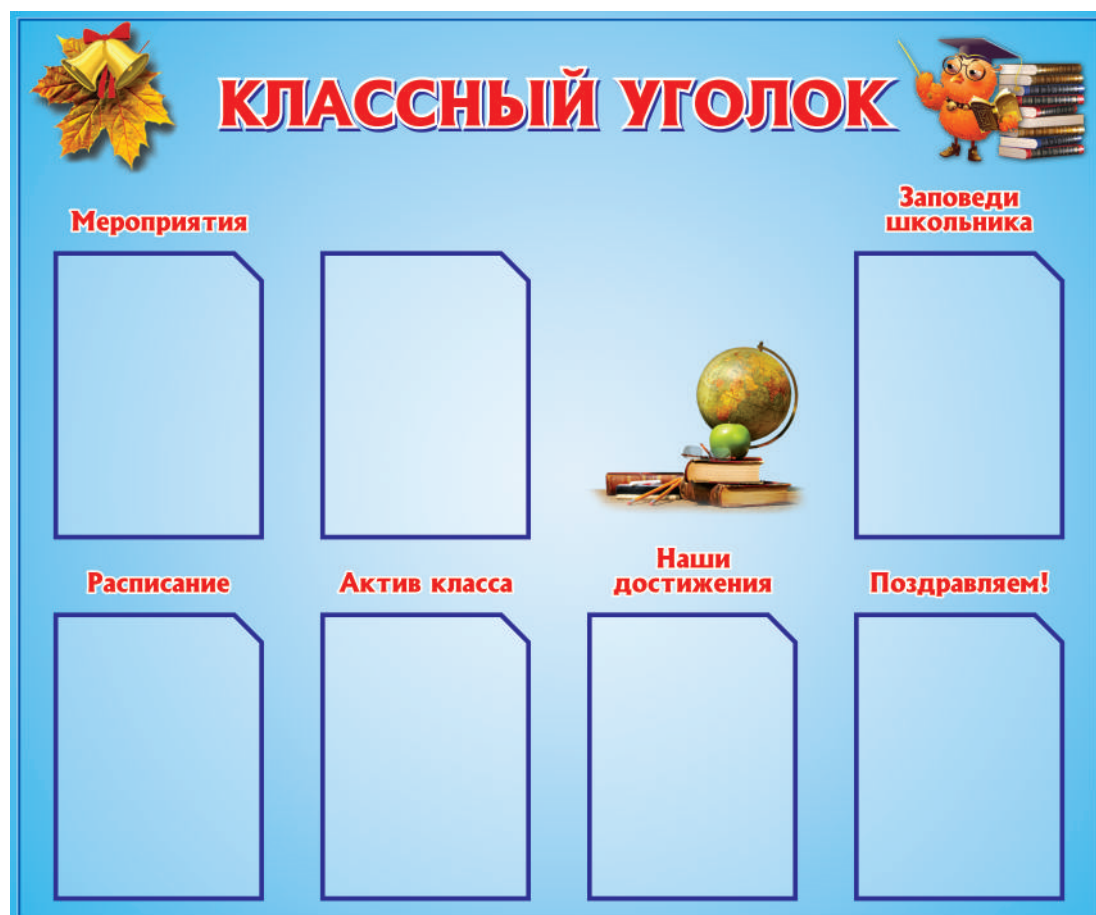 КЛАССНЫЙ УГОЛОК
Мероприятия
Заповеди
школьника
Расписание
Актив класса
Наши
достижения
Поздравляем!